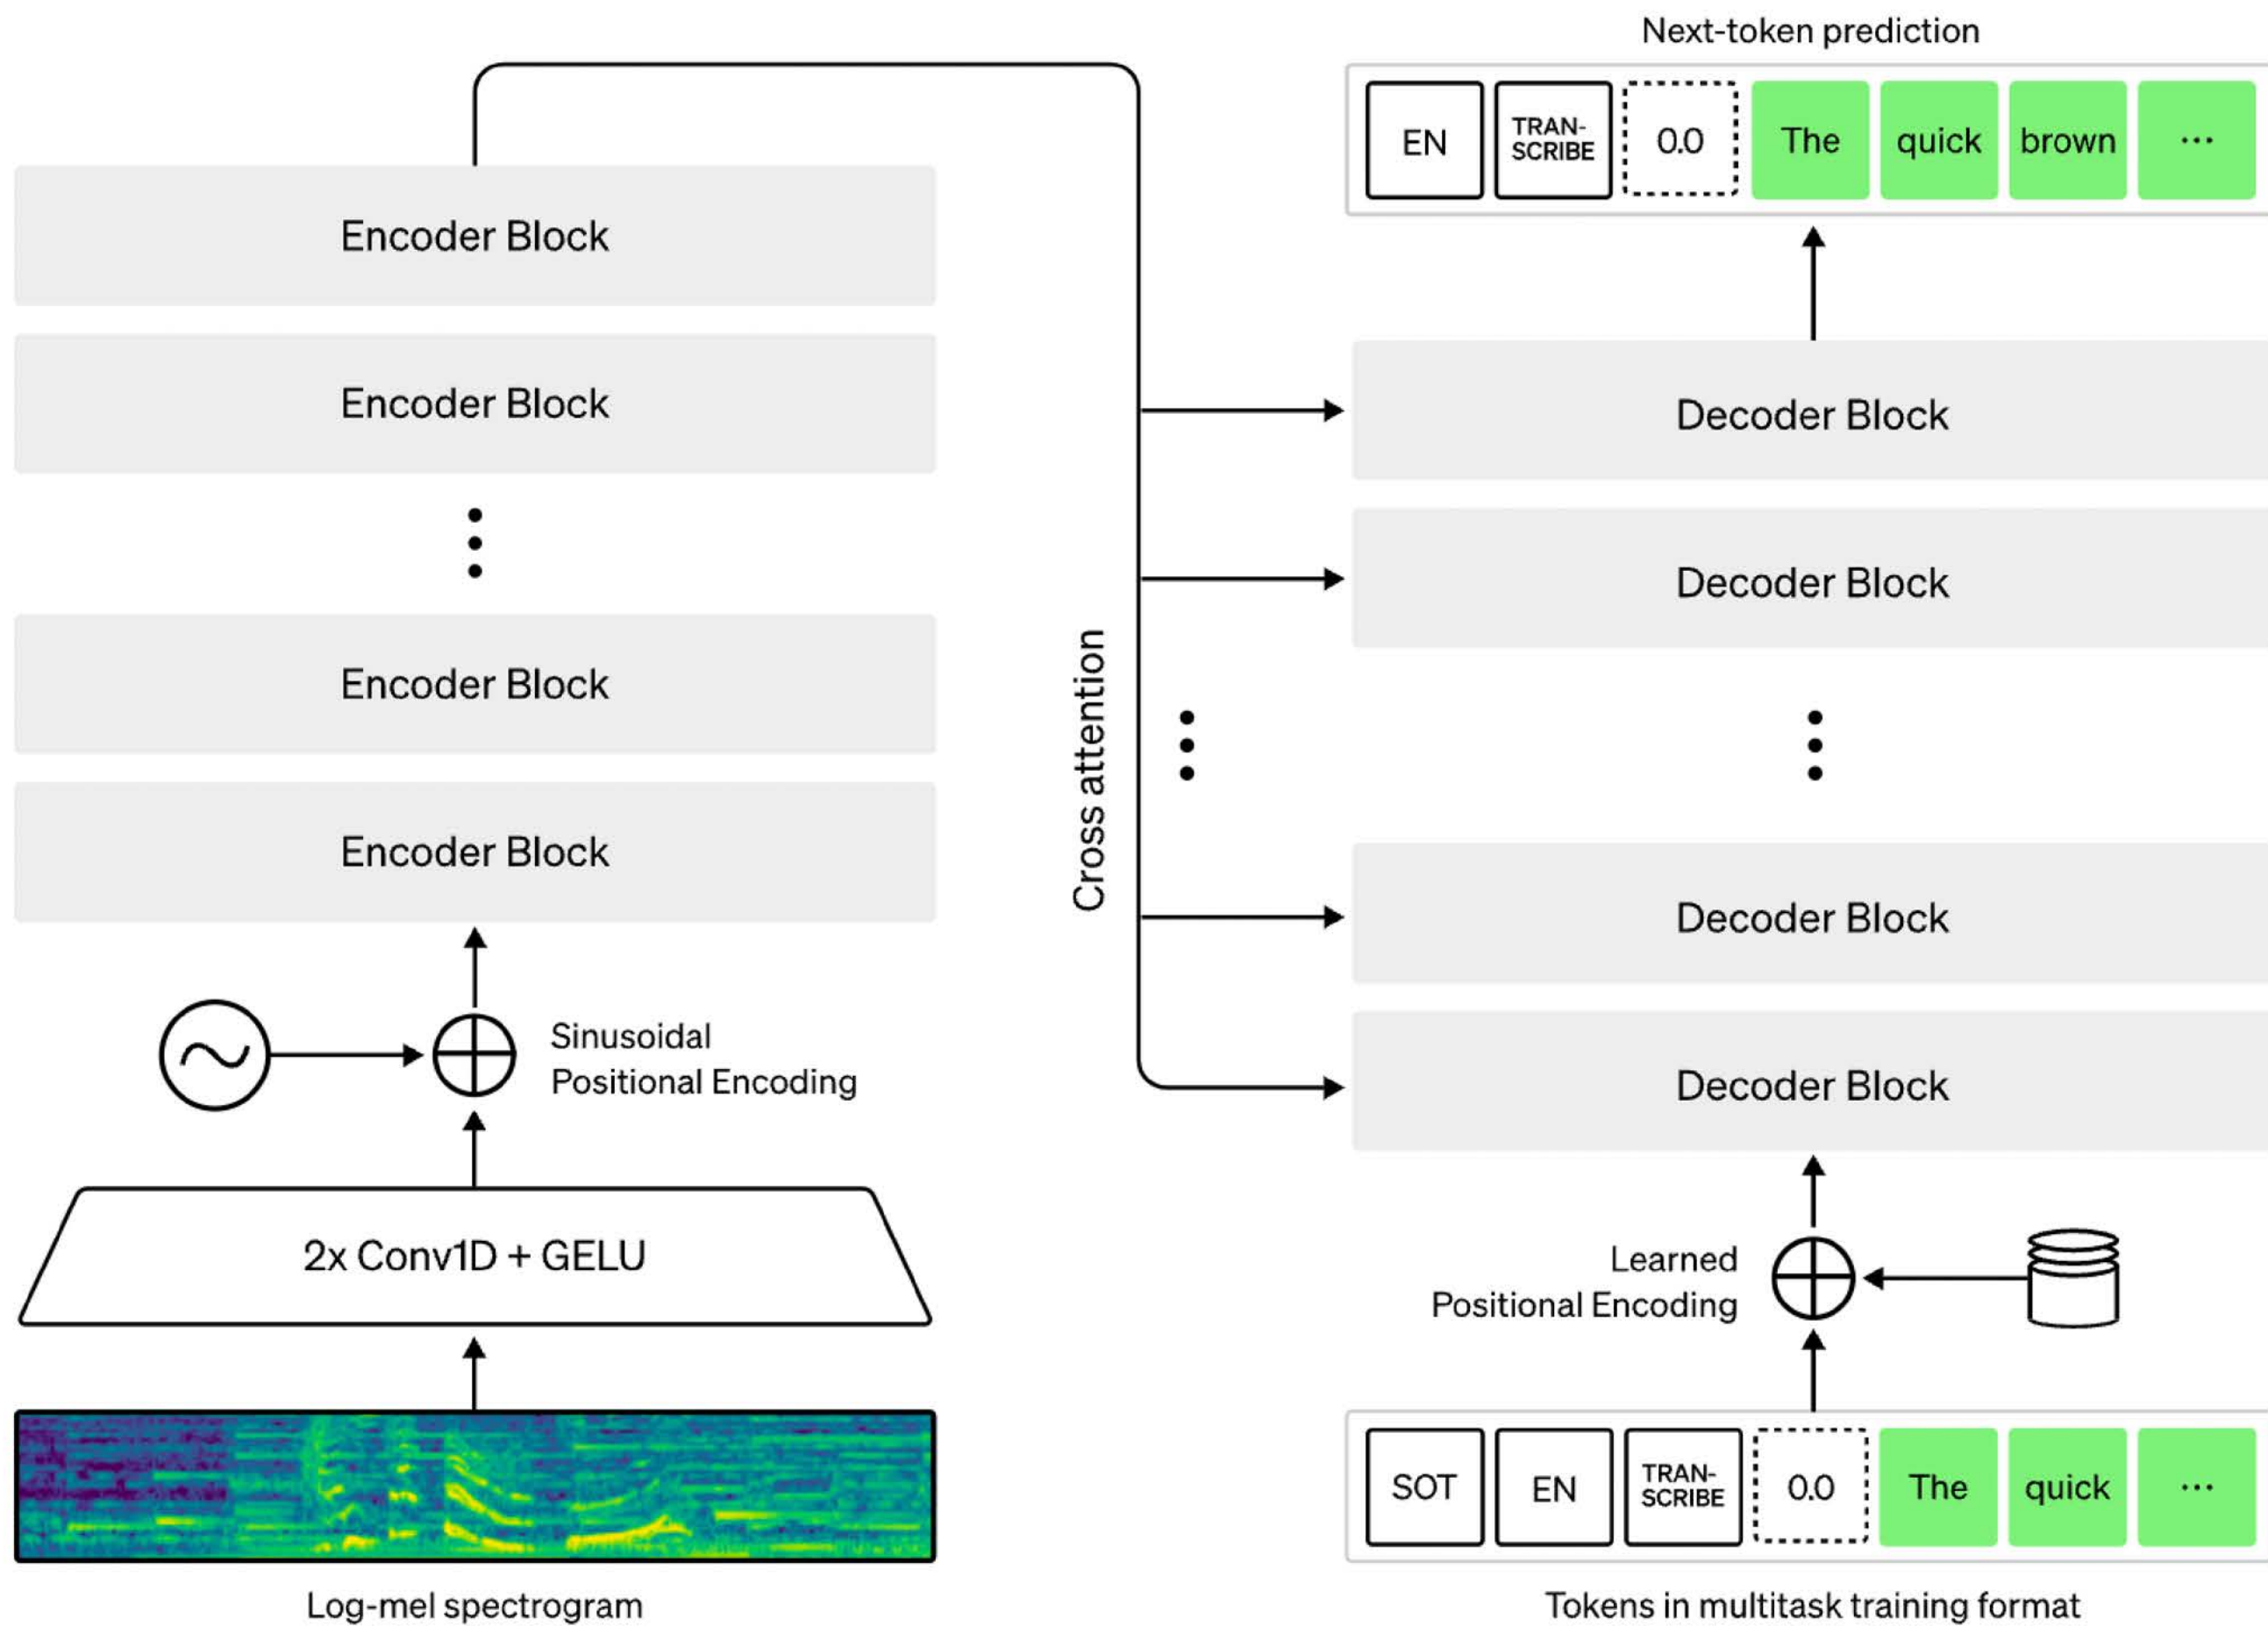 Next-token prediction
EN
TRAN-
SCRIBE
0.0
The
quick
brown
...
Encoder Block
Encoder Block
Encoder Block
Encoder Block
Sinusoidal
Positional Encoding
2x Conv1D + GELU
Log-mel spectrogram
Cross attention
Decoder Block
Decoder Block
Decoder Block
Decoder Block
Learned
Positional Encoding
SOT
EN
TRAN-
SCRIBE
0.0
The
quick
...
Tokens in multitask training format